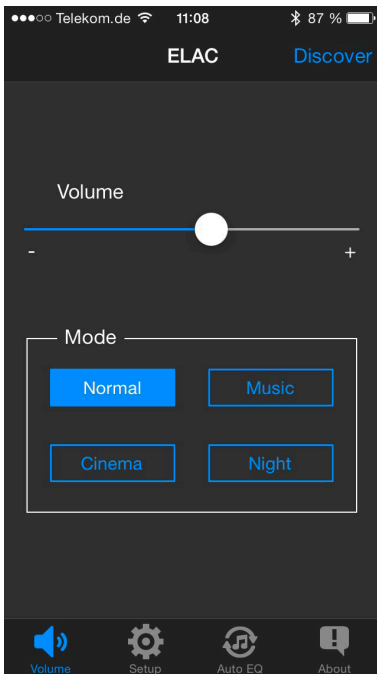 Telekom.de 11:08 87 %
ELAC Discover
Volume
- +
Mode
Normal Music
Cinema Night
Volume Setup Auto EQ About